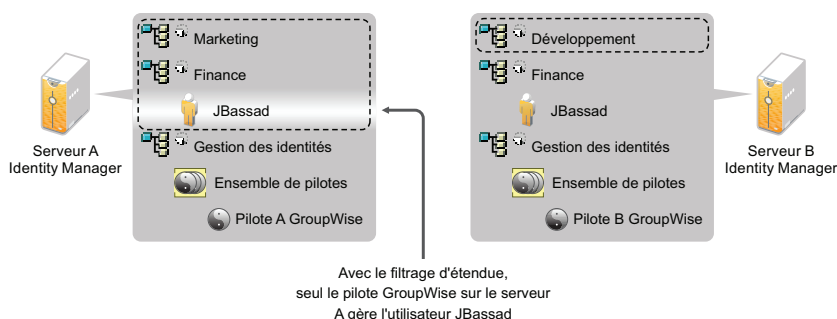 Marketing
Finance
JBassad
Gestion des identités
Ensemble de pilotes
Pilote A GroupWise
Serveur A
Identity Manager
Développement
Finance
JBassad
Gestion des identités
Ensemble de pilotes
Pilote B GroupWise
Serveur B
Identity Manager
Avec le filtrage d'étendue,
seul le pilote GroupWise sur le serveur
A gère l'utilisateur JBassad